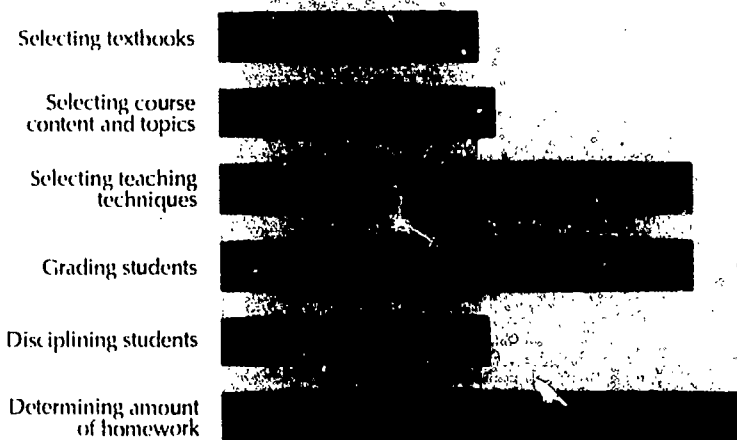 Selecting textbooks
Selecting course
content and topics
Selecting teaching
techniques
Grading students
Disciplining students
Determining amount
of homework